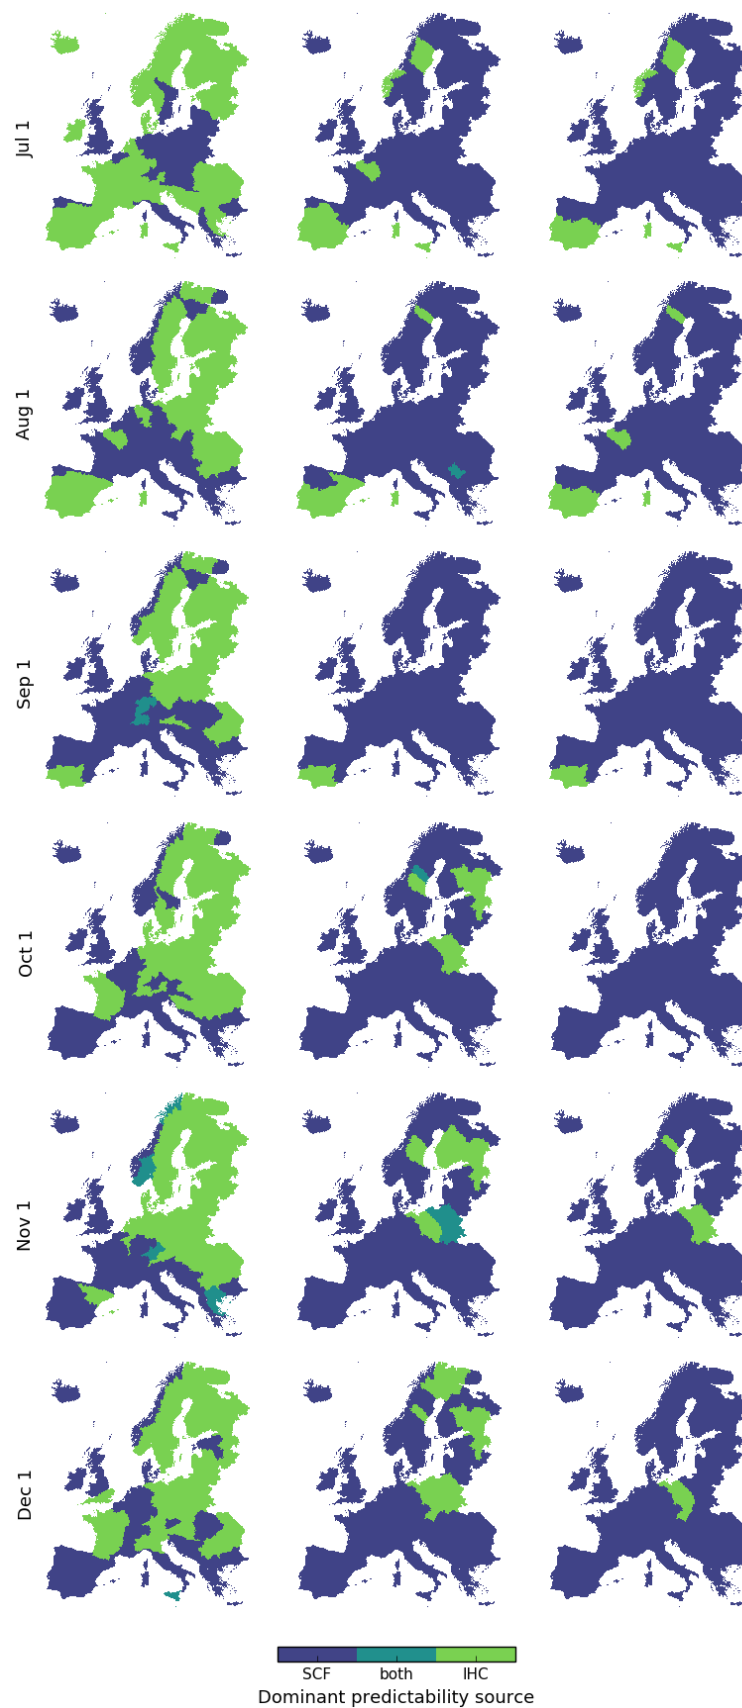 Jul 1
Aug 1
Sep 1
Oct 1
Nov 1
Dec 1
SCF both IHC
Dominant predictability source